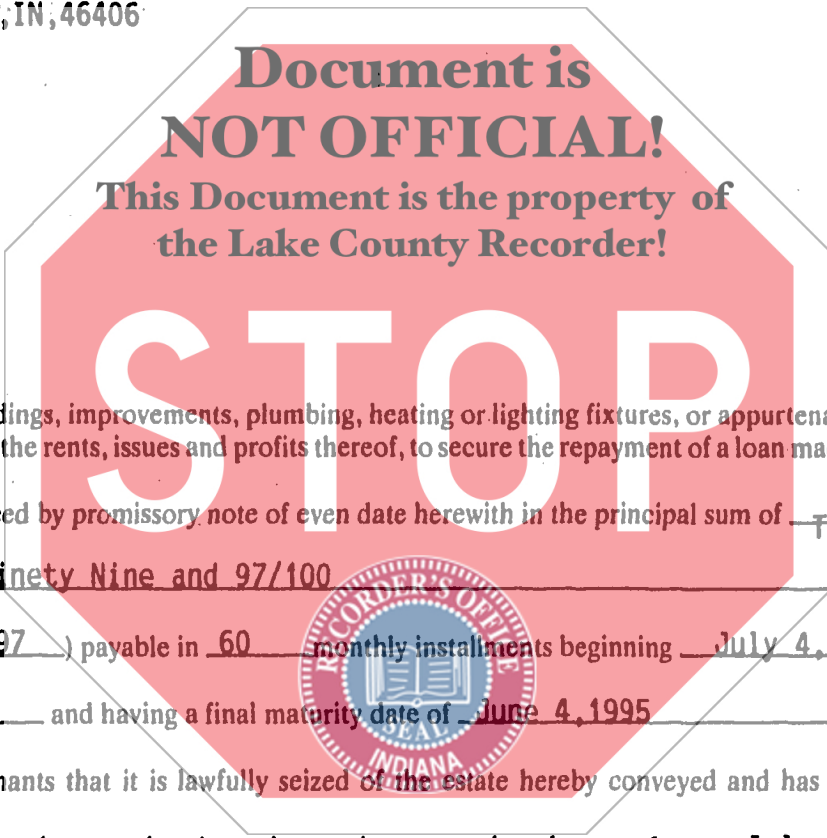 ,IN,46406
Document is
NOT OFFICIAL!
This Document is the property of
the Lake County Recorder!
STOP
dings, improvements, plumbing, heating or lighting fixtures, or appurtena
the rents, issues and profits thereof, to secure the repayment of a loan ma
ed by promissory note of even date herewith in the principal sum of T
inety Nine and 97/100
97 ) payable in 60 monthly installments beginning July 4,
and having a final maturity date of June 4,1995
RECORDER'S OFFICE
SEAL
INDIANA
nants that it is lawfully seized of the estate hereby conveyed and has